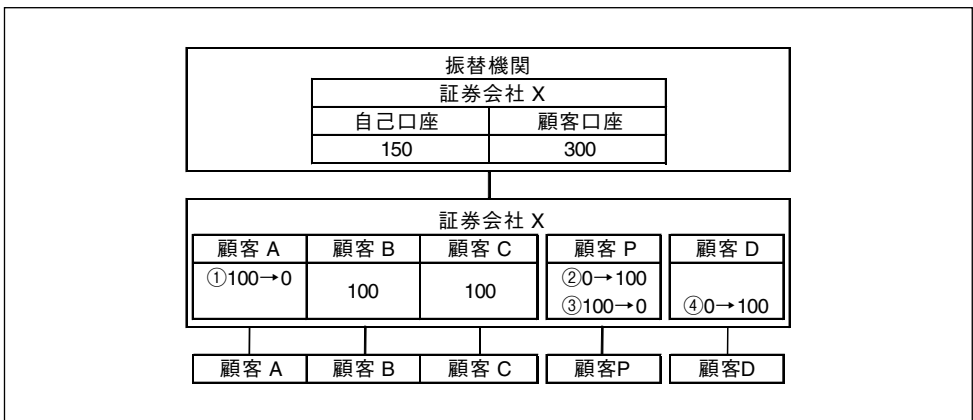 振替機関
証券会社 X
自己口座 顧客口座
150 300
証券会社 X
顧客 A 顧客 B 顧客 C 顧客 P 顧客 D
①100→0 100 100 ②0→100
③100→0 ④0→100
顧客 A 顧客 B 顧客 C 顧客P 顧客D